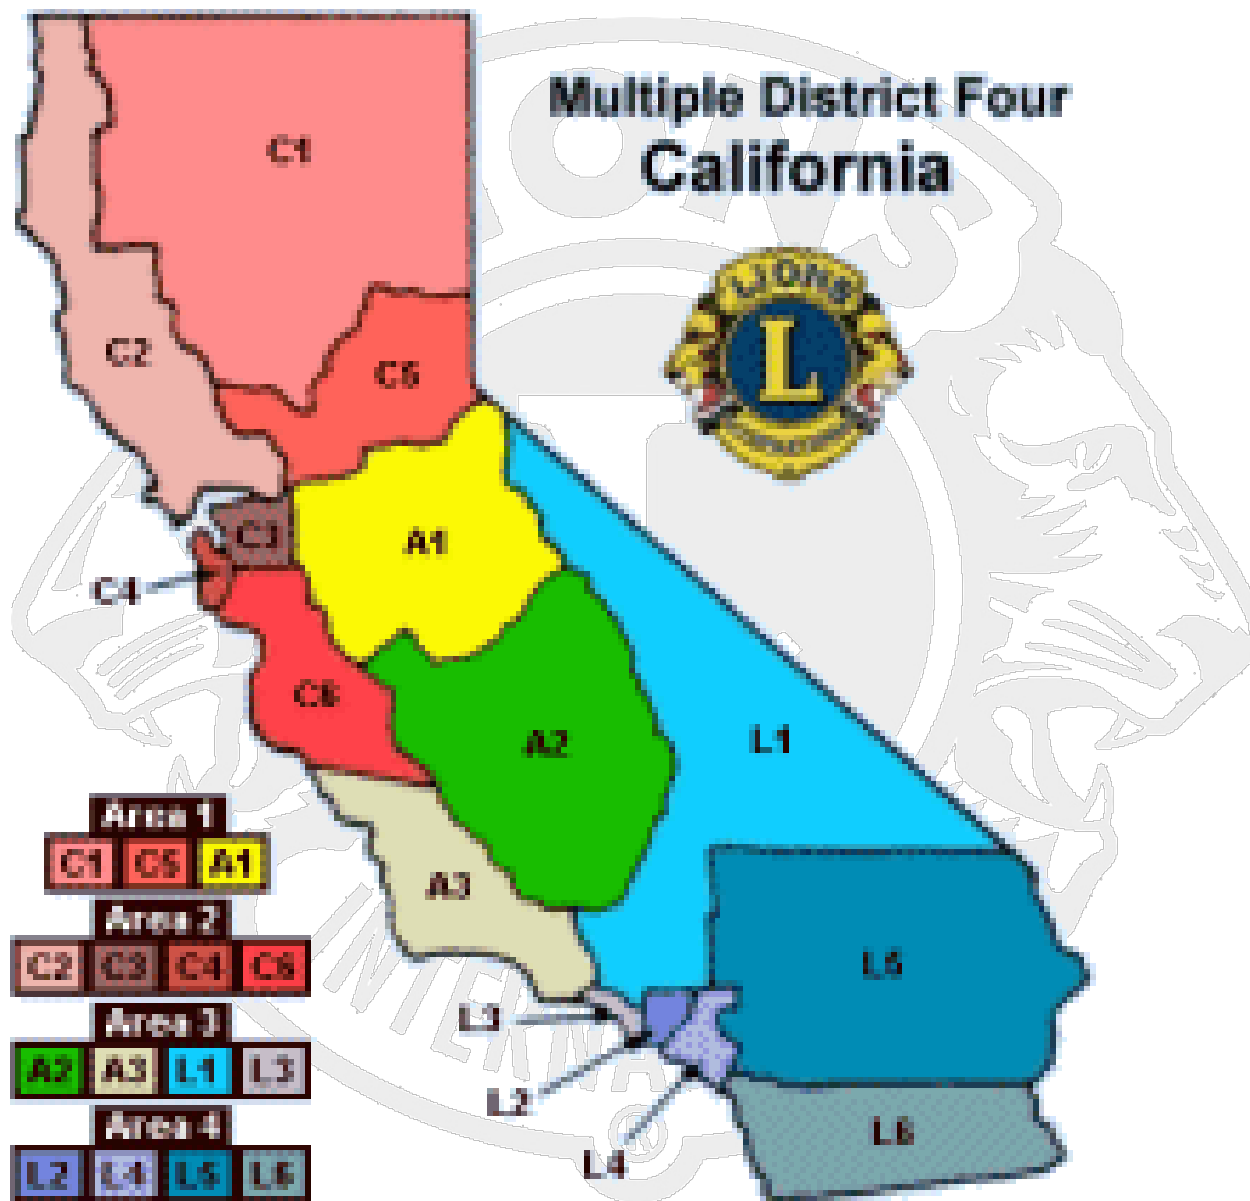 Multiple District Four
California
LIONS
L
C1
C2
C5
C3
A1
C4
C6
A2
L1
A3
L5
L3
L2
L6
L4
Area 1
C1 C5 A1
Area 2
C2 C3 C4 C6
Area 3
A2 A3 L1 L3
Area 4
L2 L4 L5 L6